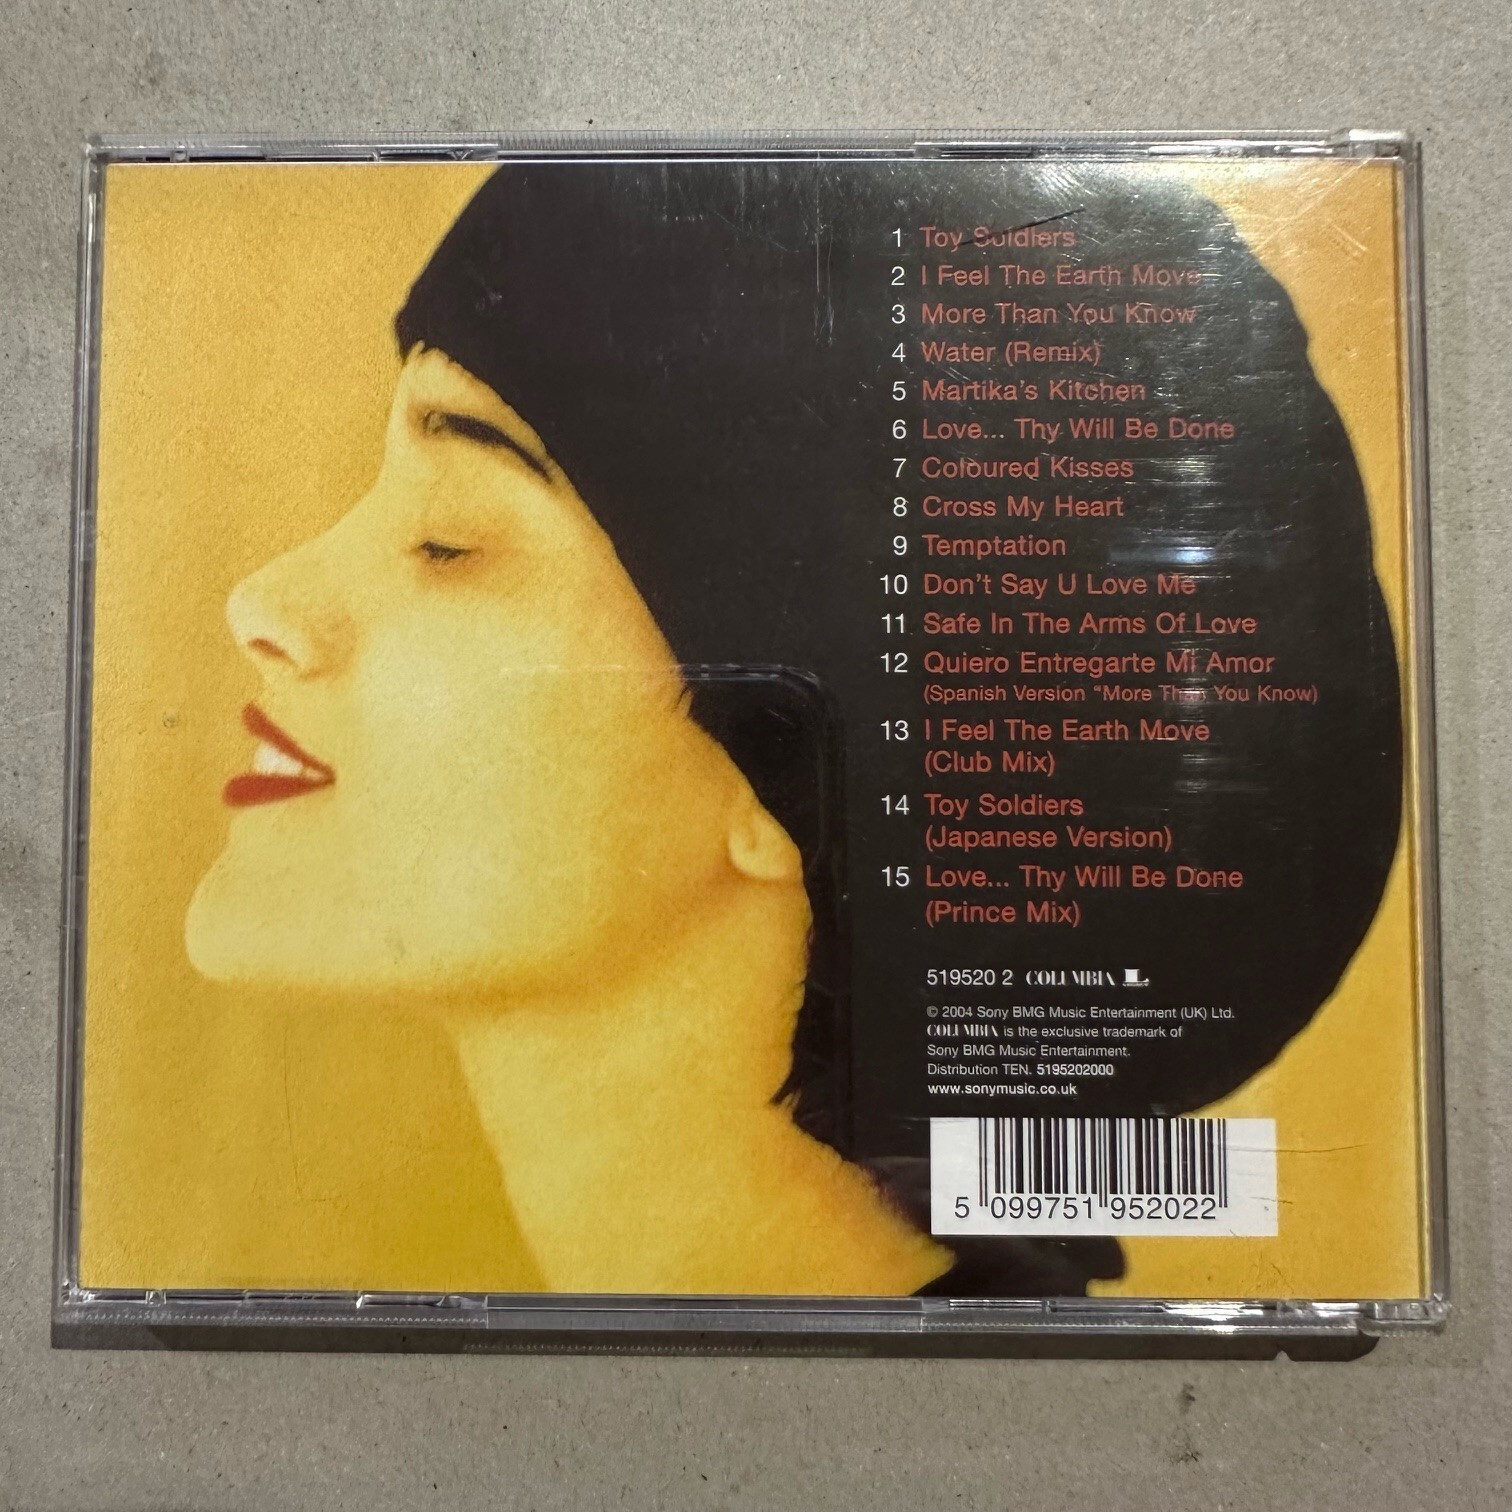 1 Toy Soldiers
2 I Feel The Earth Move
3 More Than You Know
4 Water (Remix)
5 Martika's Kitchen
6 Love... Thy Will Be Done
7 Coloured Kisses
8 Cross My Heart
9 Temptation
10 Don't Say U Love Me
11 Safe In The Arms Of Love
12 Quiero Entregarte Mi Amor
(Spanish Version "More Than You Know)
13 I Feel The Earth Move
(Club Mix)
14 Toy Soldiers
(Japanese Version)
15 Love... Thy Will Be Done
(Prince Mix)
519520 2 COLUMBIA L
© 2004 Sony BMG Music Entertainment (UK) Ltd.
COLUMBIA is the exclusive trademark of
Sony BMG Music Entertainment.
Distribution TEN. 5195202000
www.sonymusic.co.uk
5 099751 952022